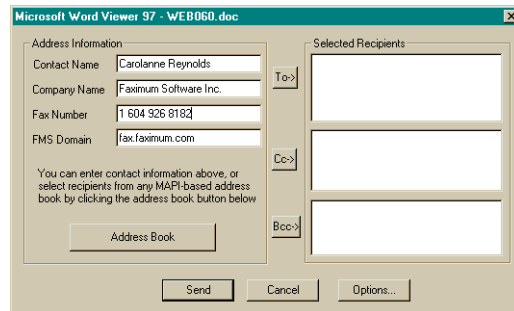 Microsoft Word Viewer 97 - WEB060.doc
Address Information
Contact Name Carolanne Reynolds
Company Name Faximum Software Inc.
Fax Number 1 604 926 8182
FMS Domain fax.faximum.com
You can enter contact information above, or
select recipients from any MAPI-based address
book by clicking the address book button below
Address Book
To->
Cc->
Bcc->
Selected Recipients
Send Cancel Options...